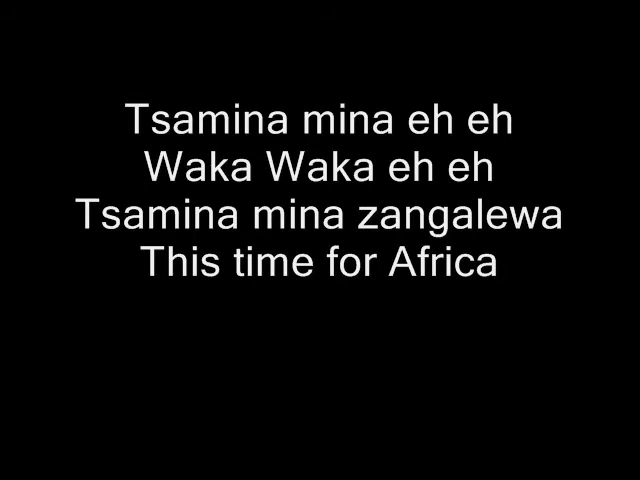 Tsamina mina eh eh
Waka Waka eh eh
Tsamina mina zangalewa
This time for Africa